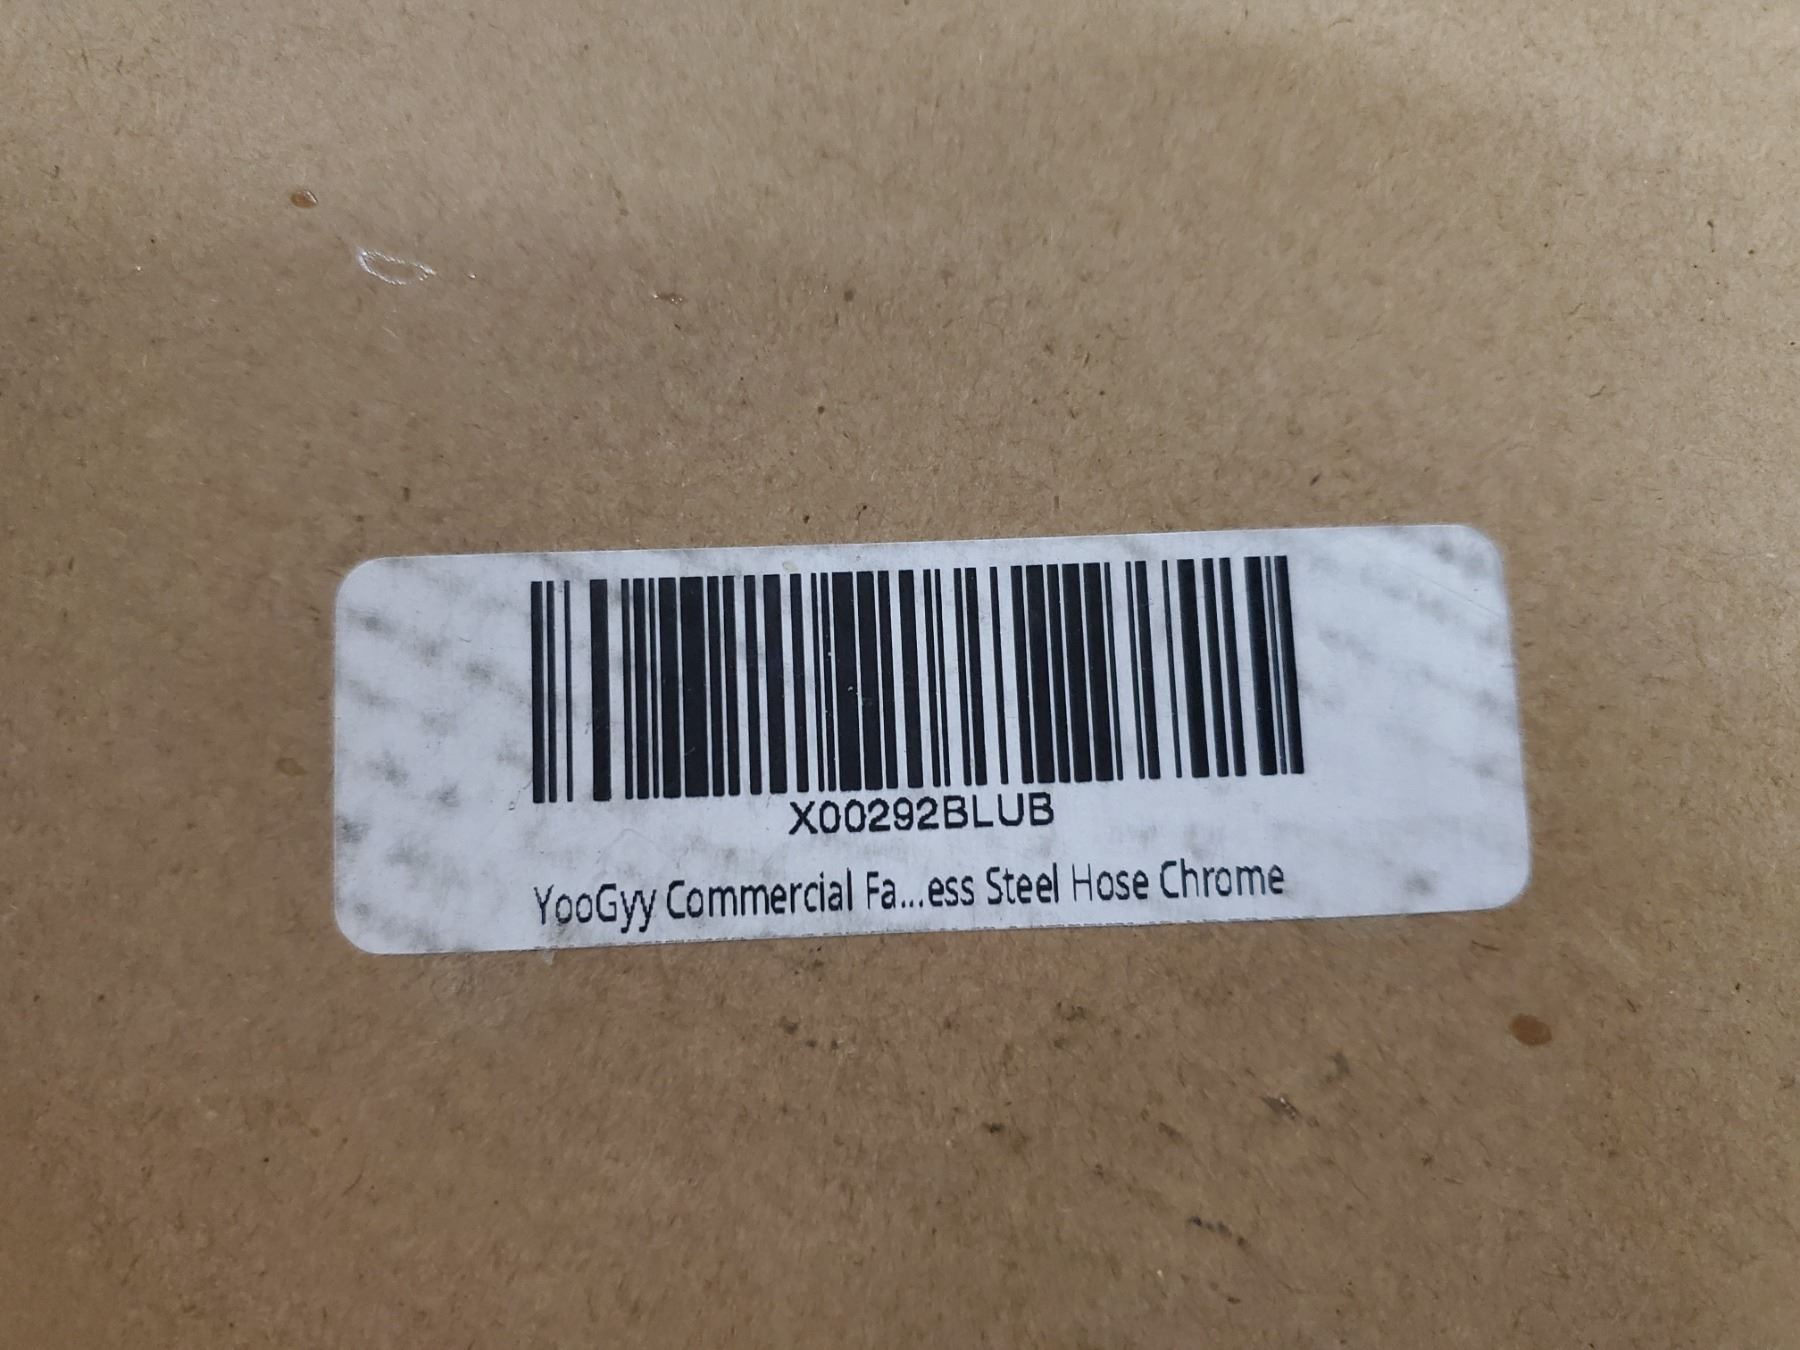 X00292BLUB
YooGyy Commercial Fa...ess Steel Hose Chrome